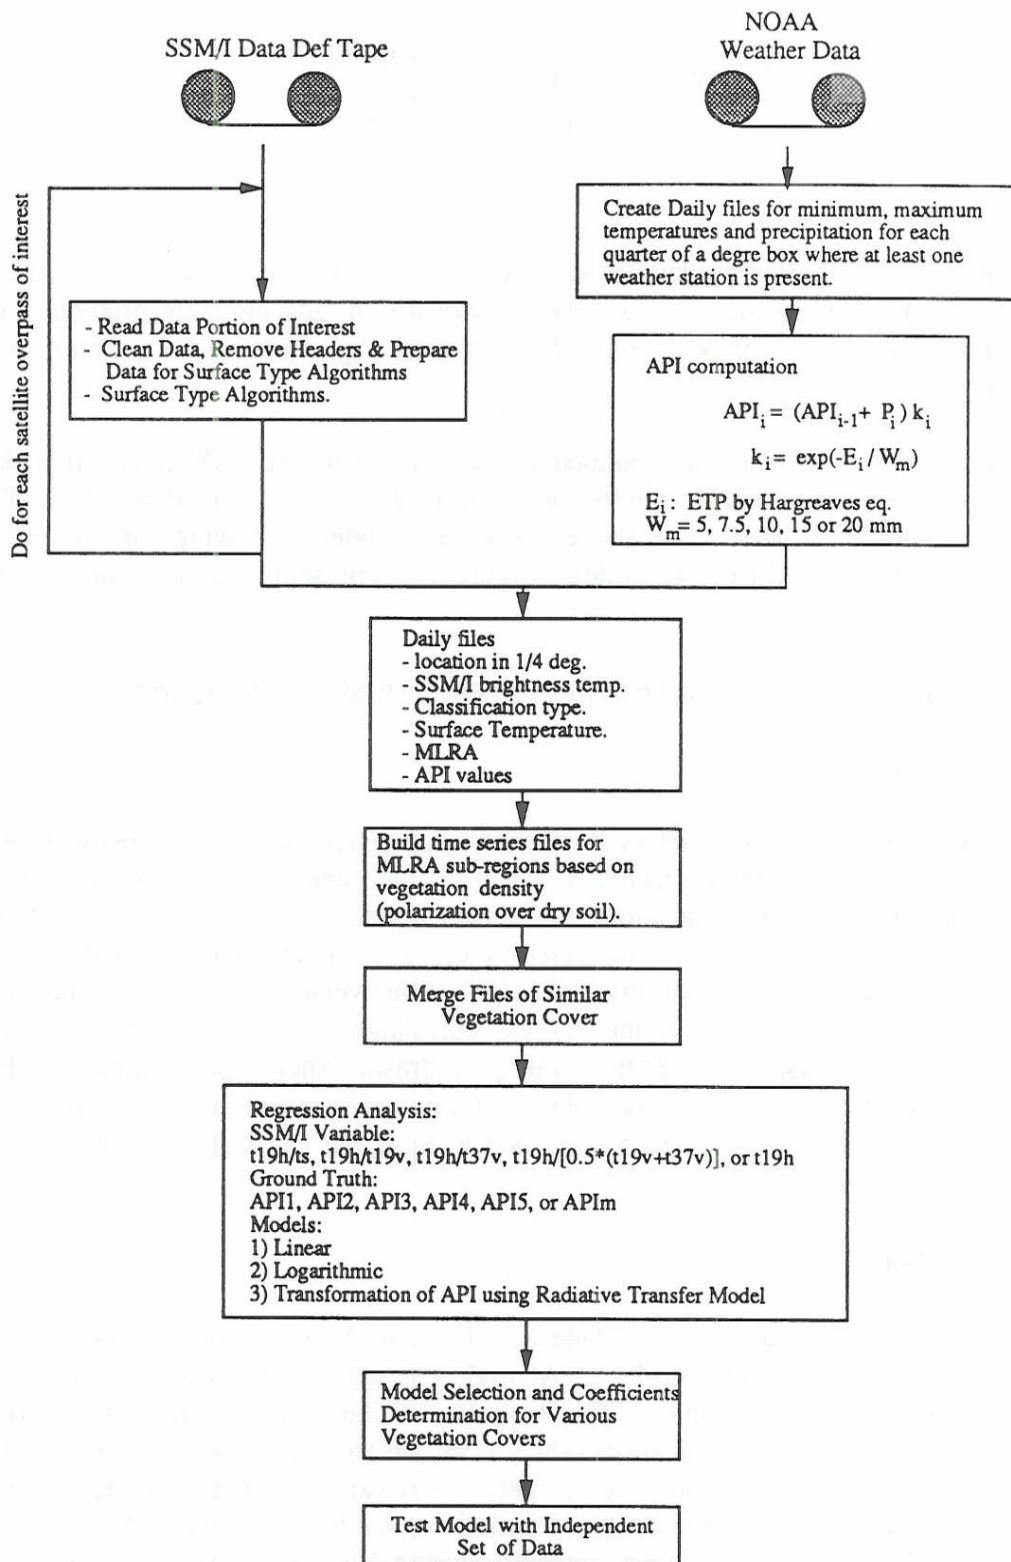 SSM/I Data Def Tape
NOAA
Weather Data
Do for each satellite overpass of interest
Create Daily files for minimum, maximum
temperatures and precipitation for each
quarter of a degre box where at least one
weather station is present.
- Read Data Portion of Interest
- Clean Data, Remove Headers & Prepare
Data for Surface Type Algorithms
- Surface Type Algorithms.
API computation
API_i = (API_{i-1} + P_i) k_i
k_i = exp(-E_i / W_m)
E_i : ETP by Hargreaves eq.
W_m = 5, 7.5, 10, 15 or 20 mm
Daily files
- location in 1/4 deg.
- SSM/I brightness temp.
- Classification type.
- Surface Temperature.
- MLRA
- API values
Build time series files for
MLRA sub-regions based on
vegetation density
(polarization over dry soil).
Merge Files of Similar
Vegetation Cover
Regression Analysis:
SSM/I Variable:
t19h/ts, t19h/t19v, t19h/t37v, t19h/[0.5*(t19v+t37v)], or t19h
Ground Truth:
API1, API2, API3, API4, API5, or APIm
Models:
1) Linear
2) Logarithmic
3) Transformation of API using Radiative Transfer Model
Model Selection and Coefficients
Determination for Various
Vegetation Covers
Test Model with Independent
Set of Data